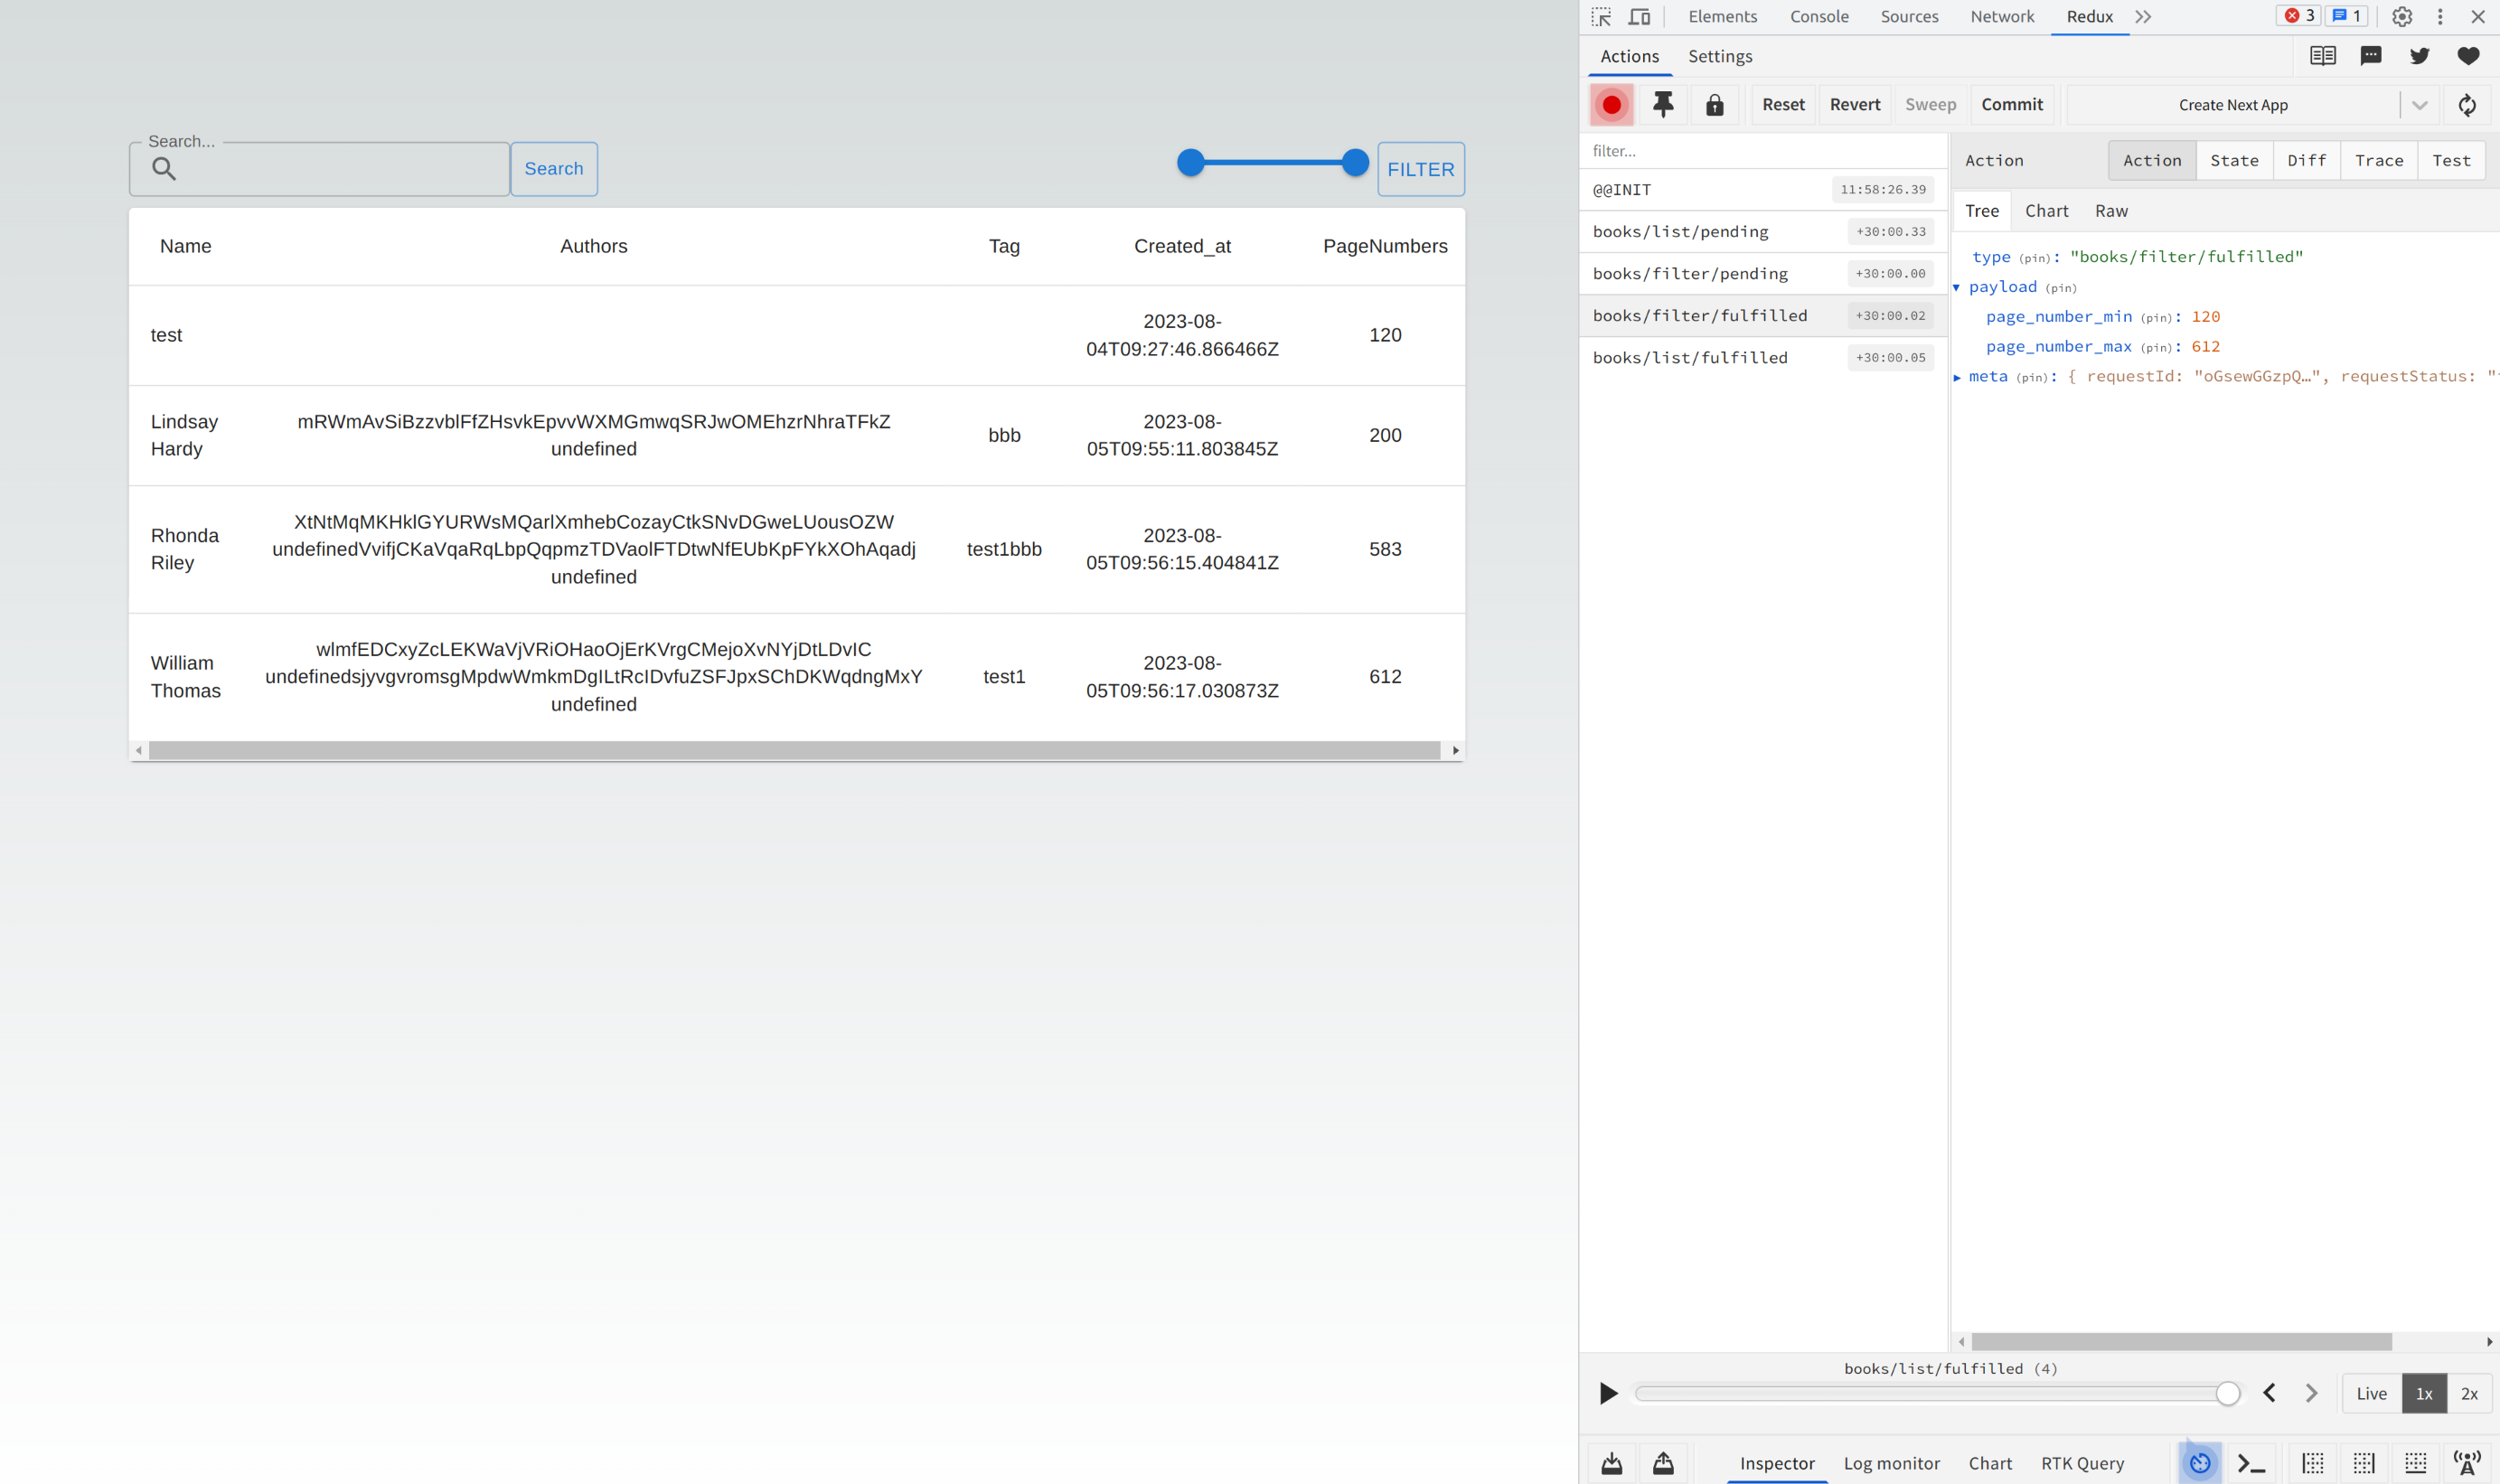 Search...
Search
FILTER
Name Authors Tag Created_at PageNumbers
test 2023-08-04T09:27:46.866466Z 120
Lindsay Hardy mRWmAvSiBzzvblFfZHsvkEpvvWXMGmwqSRJwOMEhzrNhraTFkZ undefined bbb 2023-08-05T09:55:11.803845Z 200
Rhonda Riley XtNtMqMKHklGYURWsMQarlXmhebCozayCtkSNvDGweLUousOZW undefinedVvifjCKaVqaRqLbpQqpmzTDVaolFTDtwNfEUbKpFYkXOhAqadj undefined test1bbb 2023-08-05T09:56:15.404841Z 583
William Thomas wlmfEDCxyZcLEKWaVjVRiOHaoOjErKVrgCMejoXvNYjDtLDvIC undefinedsjyvgvromsgMpdwWmkmDgILtRcIDvfuZSFJpxSChDKWqdngMxY undefined test1 2023-08-05T09:56:17.030873Z 612
Elements Console Sources Network Redux 3 1
Actions Settings
Reset Revert Sweep Commit Create Next App
filter...
@@INIT 11:58:26.39
books/list/pending +30:00.33
books/filter/pending +30:00.00
books/filter/fulfilled +30:00.02
books/list/fulfilled +30:00.05
Action Action State Diff Trace Test
Tree Chart Raw
type (pin): "books/filter/fulfilled"
payload (pin)
page_number_min (pin): 120
page_number_max (pin): 612
meta (pin): { requestId: "oGsewGGzpQ…", requestStatus: "
books/list/fulfilled (4)
Live 1x 2x
Inspector Log monitor Chart RTK Query